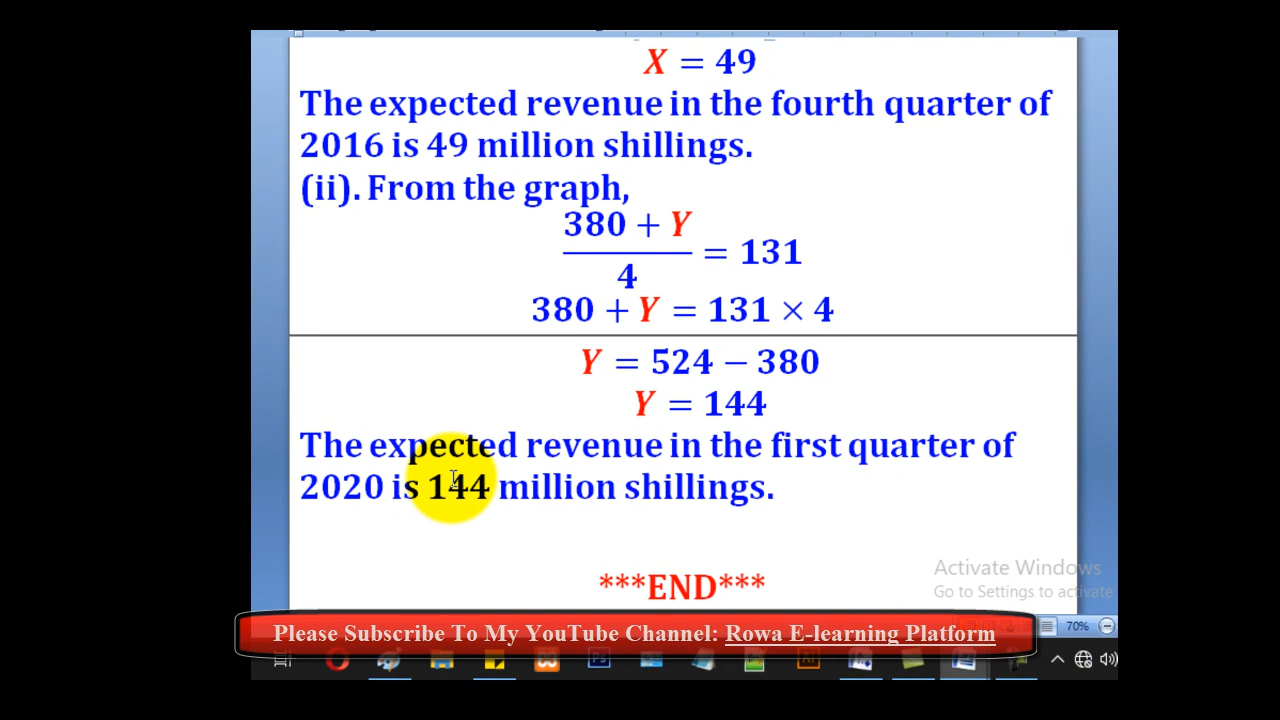 X = 49
The expected revenue in the fourth quarter of
2016 is 49 million shillings.
(ii). From the graph,
380 + Y
—— = 131
4
380 + Y = 131 × 4
Y = 524 − 380
Y = 144
The expected revenue in the first quarter of
2020 is 144 million shillings.
***END***
Activate Windows
Go to Settings to activate
70%
Please Subscribe To My YouTube Channel: Rowa E-learning Platform
Ps
Ai